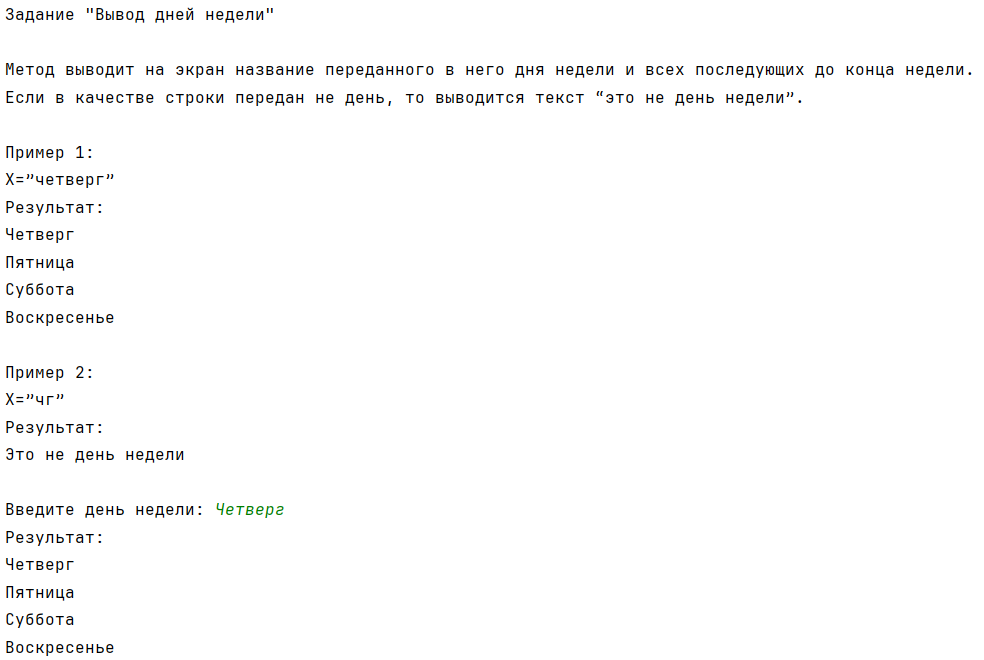 Задание "Вывод дней недели"
Метод выводит на экран название переданного в него дня недели и всех последующих до конца недели.
Если в качестве строки передан не день, то выводится текст “это не день недели”.
Пример 1:
X=”четверг”
Результат:
Четверг
Пятница
Суббота
Воскресенье
Пример 2:
X=”чг”
Результат:
Это не день недели
Введите день недели: Четверг
Результат:
Четверг
Пятница
Суббота
Воскресенье